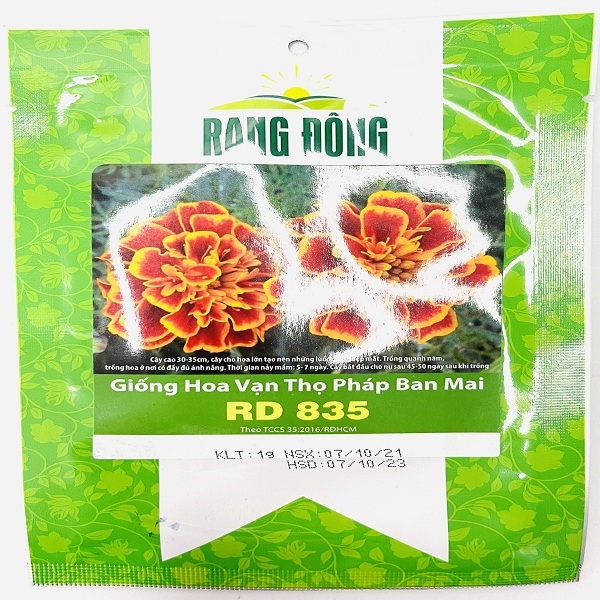 RẠNG ĐÔNG
Cây cao 30-35cm, cây cho hoa lớn tạo nên những luống đẹp mắt. Trồng quanh năm,
trồng hoa ở nơi có đầy đủ ánh nắng. Thời gian nảy mầm: 5- 7 ngày. Cây bắt đầu cho nụ sau 45-50 ngày sau khi trồng
Giống Hoa Vạn Thọ Pháp Ban Mai
RD 835
Theo TCCS 35:2016/RĐHCM
KLT:1g NSX:07/10/21
HSD:07/10/23